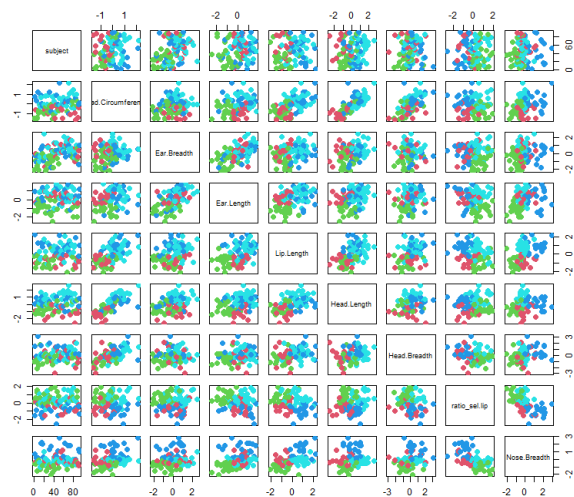 -1 1 -2 0 -2 0 2 -2 0 2
subject
0 60
ad.Circumferen
-1 1
Ear.Breadth
-2 0 2
Ear.Length
-2 0
Lip.Length
-2 0 2
Head.Length
-2 1
Head.Breadth
-3 0 3
ratio_sel.lip
-2 0 2
Nose.Breadth
-2 1 3
0 40 80 -2 0 2 -2 0 2 -3 0 2 -2 0 2